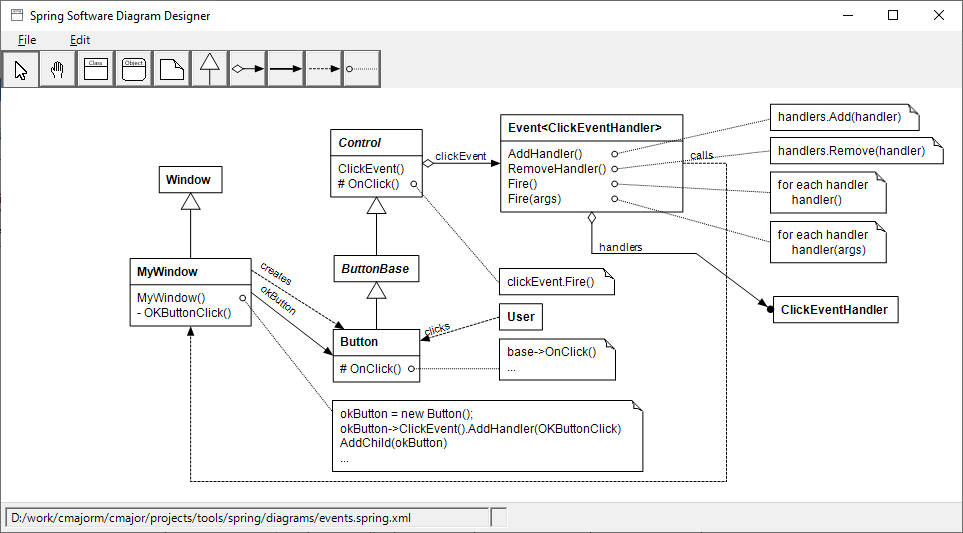 Spring Software Diagram Designer
File Edit
Class
Object
Control
ClickEvent()
# OnClick()
clickEvent
Event<ClickEventHandler>
AddHandler()
RemoveHandler()
Fire()
Fire(args)
calls
handlers.Add(handler)
handlers.Remove(handler)
for each handler
handler()
for each handler
handler(args)
Window
handlers
ButtonBase
MyWindow
MyWindow()
- OKButtonClick()
creates
okButton
clickEvent.Fire()
ClickEventHandler
User
clicks
Button
# OnClick()
base->OnClick()
...
okButton = new Button();
okButton->ClickEvent().AddHandler(OKButtonClick)
AddChild(okButton)
...
D:/work/cmajorm/cmajor/projects/tools/spring/diagrams/events.spring.xml